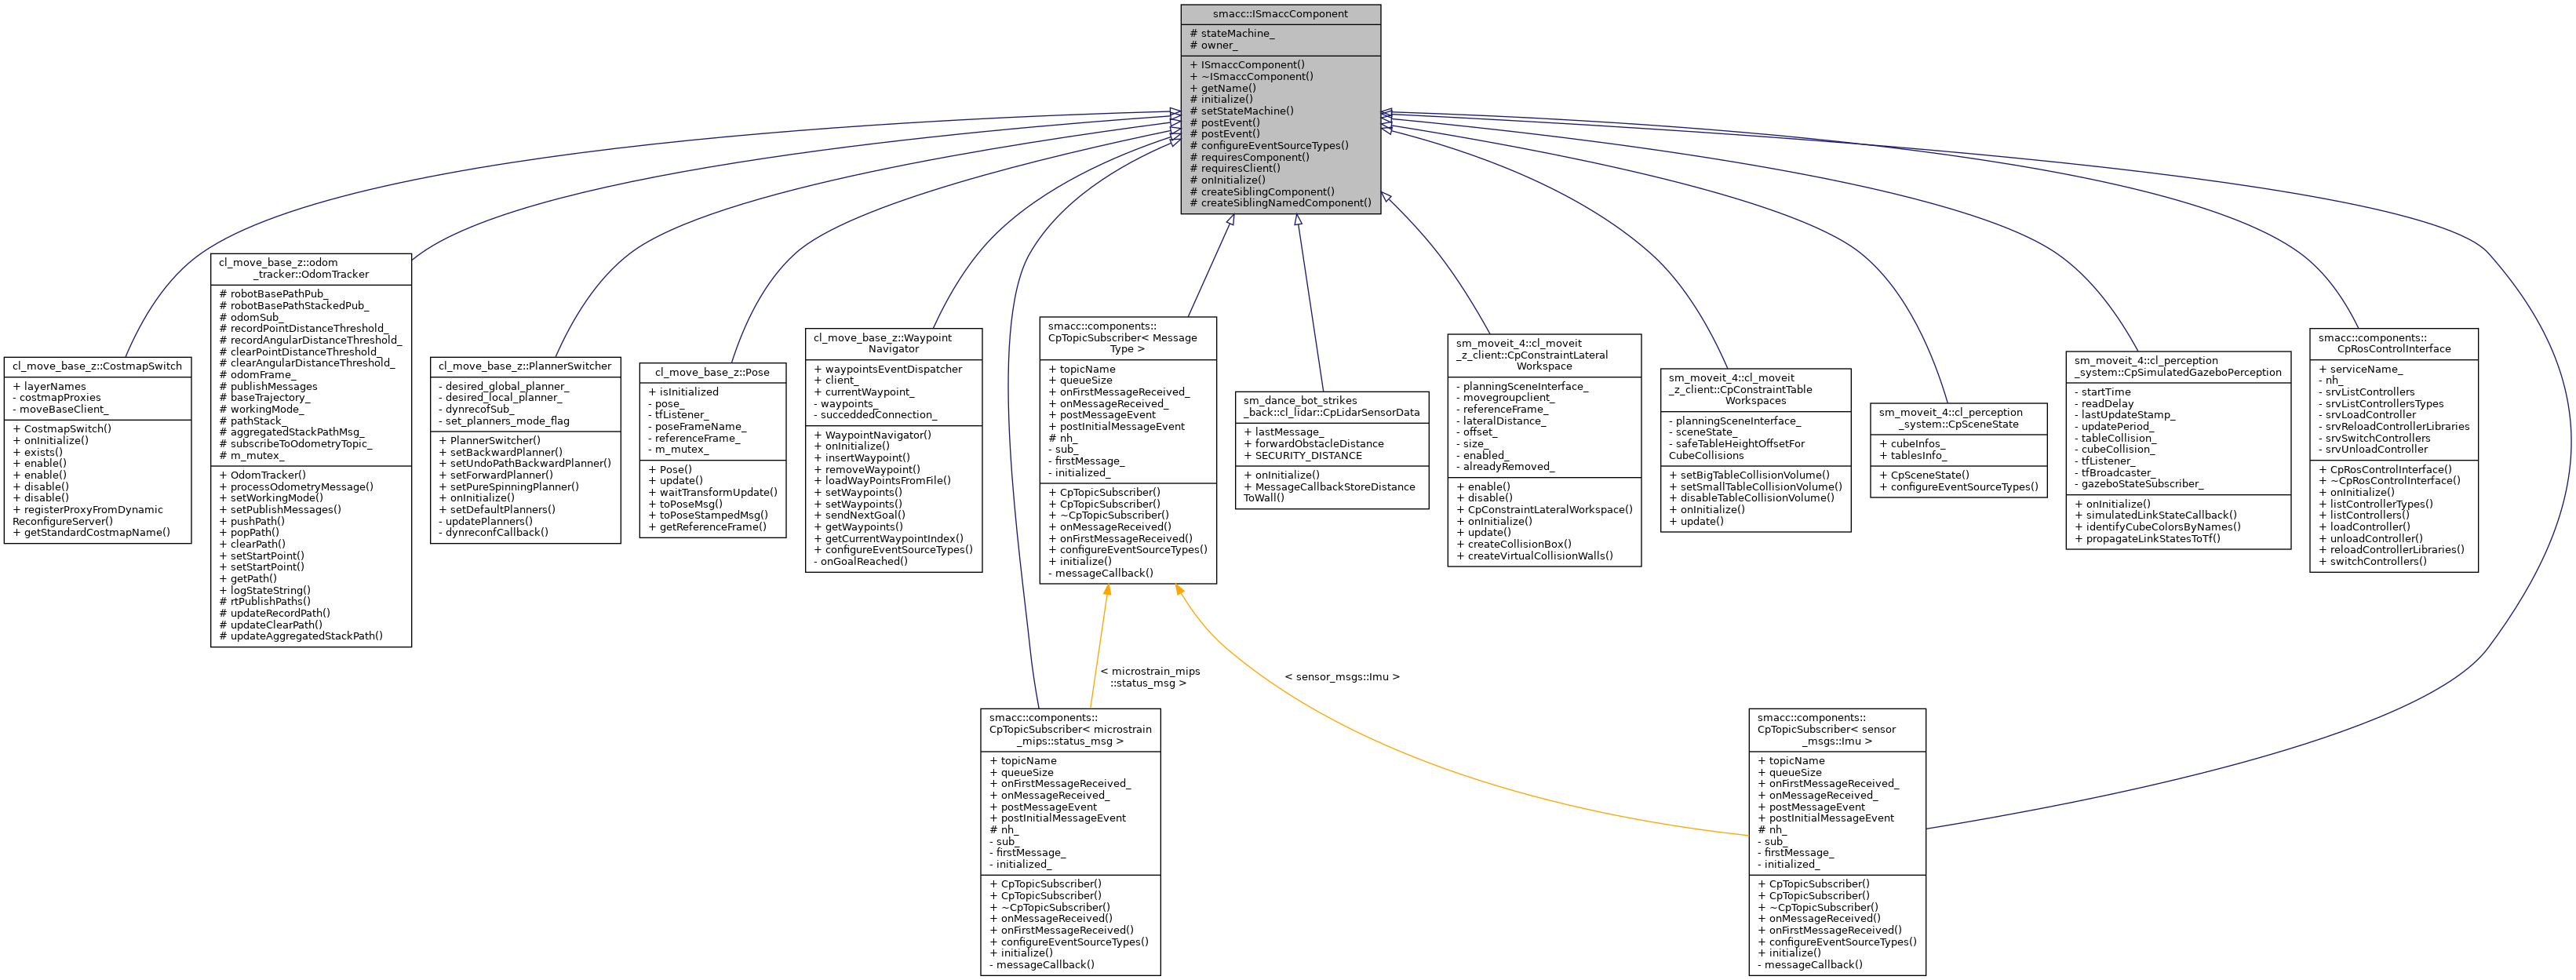 smacc::ISmaccComponent
# stateMachine_
# owner_
+ ISmaccComponent()
+ ~ISmaccComponent()
+ getName()
# initialize()
# setStateMachine()
# postEvent()
# postEvent()
# configureEventSourceTypes()
# requiresComponent()
# requiresClient()
# onInitialize()
# createSiblingComponent()
# createSiblingNamedComponent()
cl_move_base_z::CostmapSwitch
+ layerNames
- costmapProxies
- moveBaseClient_
+ CostmapSwitch()
+ onInitialize()
+ exists()
+ enable()
+ enable()
+ disable()
+ disable()
+ registerProxyFromDynamic
ReconfigureServer()
+ getStandardCostmapName()
cl_move_base_z::odom
_tracker::OdomTracker
# robotBasePathPub_
# robotBasePathStackedPub_
# odomSub_
# recordPointDistanceThreshold_
# recordAngularDistanceThreshold_
# clearPointDistanceThreshold_
# clearAngularDistanceThreshold_
# odomFrame_
# publishMessages
# baseTrajectory_
# workingMode_
# pathStack_
# aggregatedStackPathMsg_
# subscribeToOdometryTopic_
# m_mutex_
+ OdomTracker()
+ processOdometryMessage()
+ setWorkingMode()
+ setPublishMessages()
+ pushPath()
+ popPath()
+ clearPath()
+ setStartPoint()
+ setStartPoint()
+ getPath()
+ logStateString()
# rtPublishPaths()
# updateRecordPath()
# updateClearPath()
# updateAggregatedStackPath()
cl_move_base_z::PlannerSwitcher
- desired_global_planner_
- desired_local_planner_
- dynrecofSub_
- set_planners_mode_flag
+ PlannerSwitcher()
+ setBackwardPlanner()
+ setUndoPathBackwardPlanner()
+ setForwardPlanner()
+ setPureSpinningPlanner()
+ onInitialize()
+ setDefaultPlanners()
- updatePlanners()
- dynreconfCallback()
cl_move_base_z::Pose
+ isInitialized
- pose_
- tfListener_
- poseFrameName_
- referenceFrame_
- m_mutex_
+ Pose()
+ update()
+ waitTransformUpdate()
+ toPoseMsg()
+ toPoseStampedMsg()
+ getReferenceFrame()
cl_move_base_z::Waypoint
Navigator
+ waypointsEventDispatcher
+ client_
+ currentWaypoint_
- waypoints_
- succeddedConnection_
+ WaypointNavigator()
+ onInitialize()
+ insertWaypoint()
+ removeWaypoint()
+ loadWayPointsFromFile()
+ setWaypoints()
+ setWaypoints()
+ sendNextGoal()
+ getWaypoints()
+ getCurrentWaypointIndex()
+ configureEventSourceTypes()
- onGoalReached()
smacc::components::
CpTopicSubscriber< Message
Type >
+ topicName
+ queueSize
+ onFirstMessageReceived_
+ onMessageReceived_
+ postMessageEvent
+ postInitialMessageEvent
# nh_
- sub_
- firstMessage_
- initialized_
+ CpTopicSubscriber()
+ CpTopicSubscriber()
+ ~CpTopicSubscriber()
+ onMessageReceived()
+ onFirstMessageReceived()
+ configureEventSourceTypes()
+ initialize()
- messageCallback()
sm_dance_bot_strikes
_back::cl_lidar::CpLidarSensorData
+ lastMessage_
+ forwardObstacleDistance
+ SECURITY_DISTANCE
+ onInitialize()
+ MessageCallbackStoreDistance
ToWall()
sm_moveit_4::cl_moveit
_z_client::CpConstraintLateral
Workspace
- planningSceneInterface_
- movegroupclient_
- referenceFrame_
- lateralDistance_
- offset_
- size_
- enabled_
- alreadyRemoved_
+ enable()
+ disable()
+ CpConstraintLateralWorkspace()
+ onInitialize()
+ update()
+ createCollisionBox()
+ createVirtualCollisionWalls()
sm_moveit_4::cl_moveit
_z_client::CpConstraintTable
Workspaces
- planningSceneInterface_
- sceneState_
- safeTableHeightOffsetFor
CubeCollisions
+ setBigTableCollisionVolume()
+ setSmallTableCollisionVolume()
+ disableTableCollisionVolume()
+ onInitialize()
+ update()
sm_moveit_4::cl_perception
_system::CpSceneState
+ cubeInfos_
+ tablesInfo_
+ CpSceneState()
+ configureEventSourceTypes()
sm_moveit_4::cl_perception
_system::CpSimulatedGazeboPerception
- startTime
- readDelay
- lastUpdateStamp_
- updatePeriod_
- tableCollision_
- cubeCollision_
- tfListener_
- tfBroadcaster_
- gazeboStateSubscriber_
+ onInitialize()
+ simulatedLinkStateCallback()
+ identifyCubeColorsByNames()
+ propagateLinkStatesToTf()
smacc::components::
CpRosControlInterface
+ serviceName_
- nh_
- srvListControllers
- srvListControllersTypes
- srvLoadController
- srvReloadControllerLibraries
- srvSwitchControllers
- srvUnloadController
+ CpRosControlInterface()
+ ~CpRosControlInterface()
+ onInitialize()
+ listControllerTypes()
+ listControllers()
+ loadController()
+ unloadController()
+ reloadControllerLibraries()
+ switchControllers()
< microstrain_mips
::status_msg >
< sensor_msgs::Imu >
smacc::components::
CpTopicSubscriber< microstrain
_mips::status_msg >
+ topicName
+ queueSize
+ onFirstMessageReceived_
+ onMessageReceived_
+ postMessageEvent
+ postInitialMessageEvent
# nh_
- sub_
- firstMessage_
- initialized_
+ CpTopicSubscriber()
+ CpTopicSubscriber()
+ ~CpTopicSubscriber()
+ onMessageReceived()
+ onFirstMessageReceived()
+ configureEventSourceTypes()
+ initialize()
- messageCallback()
smacc::components::
CpTopicSubscriber< sensor
_msgs::Imu >
+ topicName
+ queueSize
+ onFirstMessageReceived_
+ onMessageReceived_
+ postMessageEvent
+ postInitialMessageEvent
# nh_
- sub_
- firstMessage_
- initialized_
+ CpTopicSubscriber()
+ CpTopicSubscriber()
+ ~CpTopicSubscriber()
+ onMessageReceived()
+ onFirstMessageReceived()
+ configureEventSourceTypes()
+ initialize()
- messageCallback()